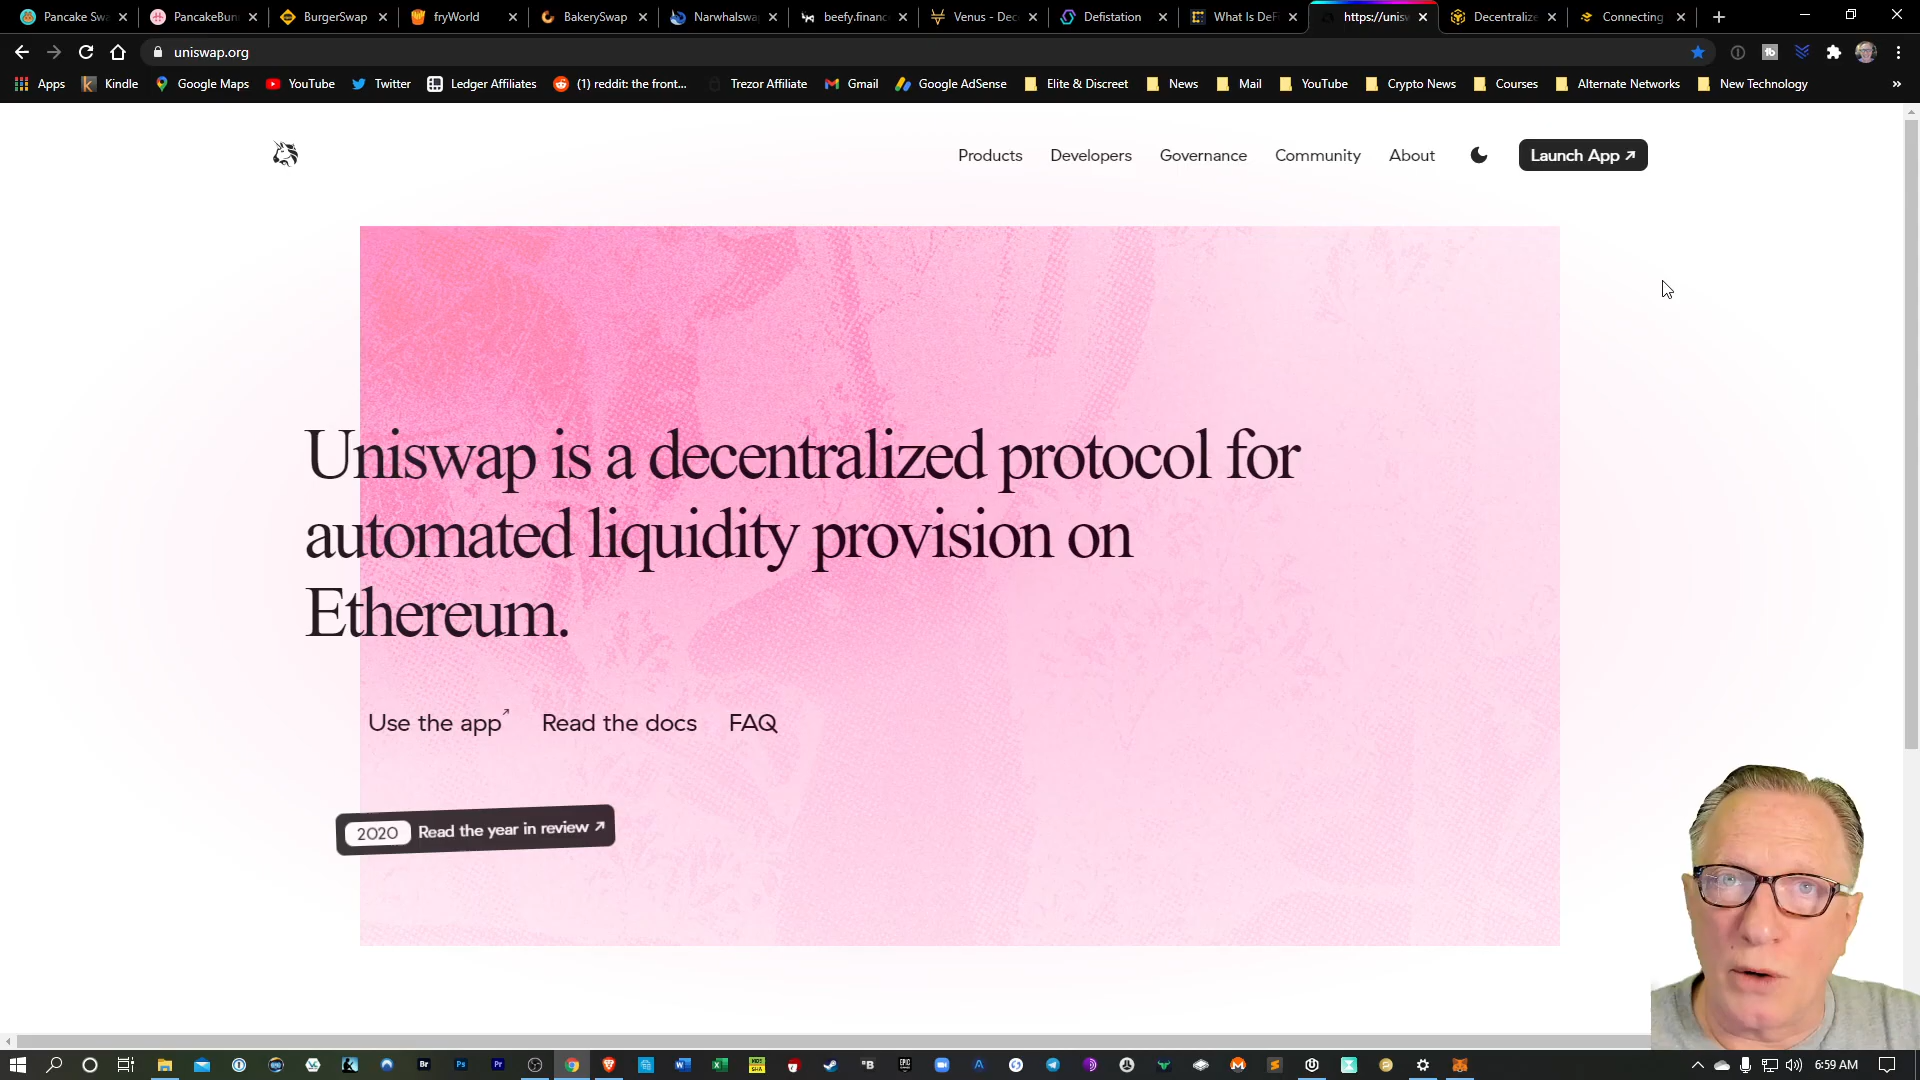 Pancake Swa
PancakeBun
BurgerSwap
fryWorld
BakerySwap
Narwhalswap
beefy.financ
Venus - Dec
Defistation
What Is DeF
https://unisw
Decentralize
Connecting
uniswap.org
Apps
Kindle
Google Maps
YouTube
Twitter
Ledger Affiliates
(1) reddit: the front...
Trezor Affiliate
Gmail
Google AdSense
Elite & Discreet
News
Mail
YouTube
Crypto News
Courses
Alternate Networks
New Technology
»
Products
Developers
Governance
Community
About
Launch App ↗
Uniswap is a decentralized protocol for
automated liquidity provision on
Ethereum.
Use the app↗
Read the docs
FAQ
2020 Read the year in review ↗
6:59 AM